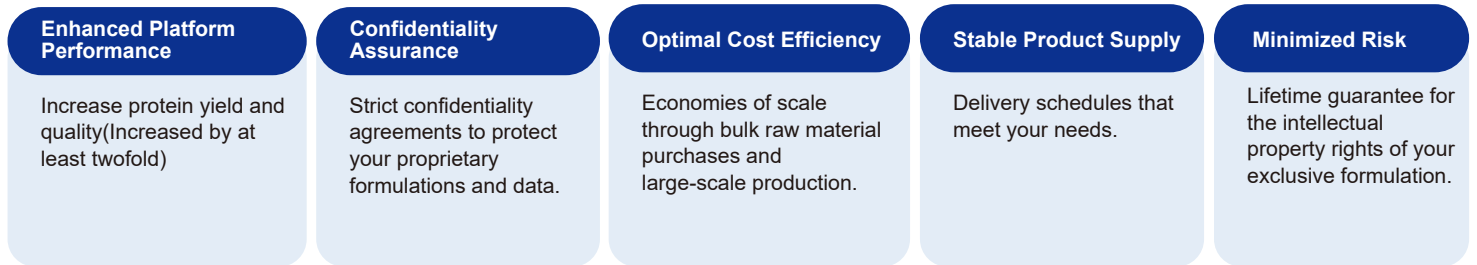 Enhanced Platform
Performance
Increase protein yield and
quality(Increased by at
least twofold)
Confidentiality
Assurance
Strict confidentiality
agreements to protect
your proprietary
formulations and data.
Optimal Cost Efficiency
Economies of scale
through bulk raw material
purchases and
large-scale production.
Stable Product Supply
Delivery schedules that
meet your needs.
Minimized Risk
Lifetime guarantee for
the intellectual
property rights of your
exclusive formulation.